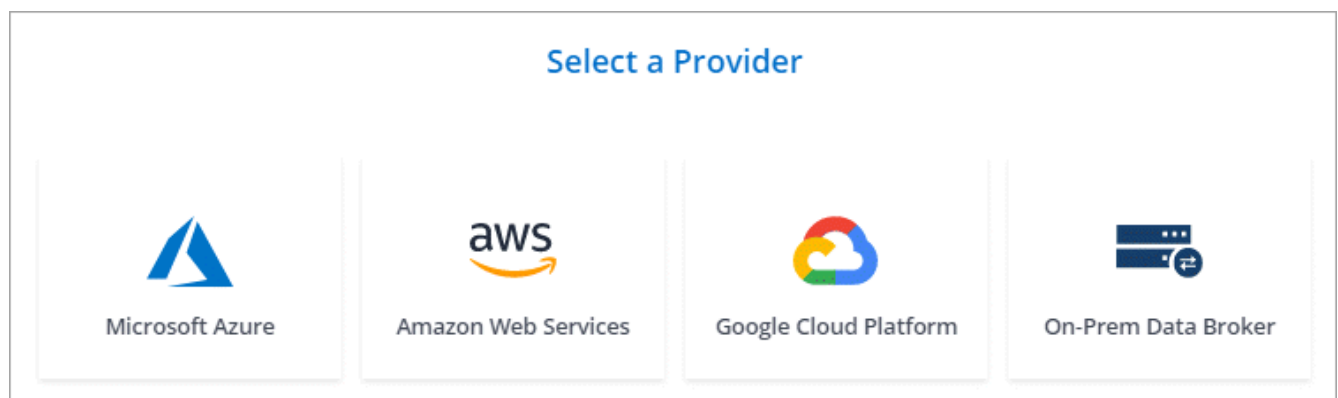 Select a Provider
aws
Microsoft Azure
Amazon Web Services
Google Cloud Platform
On-Prem Data Broker